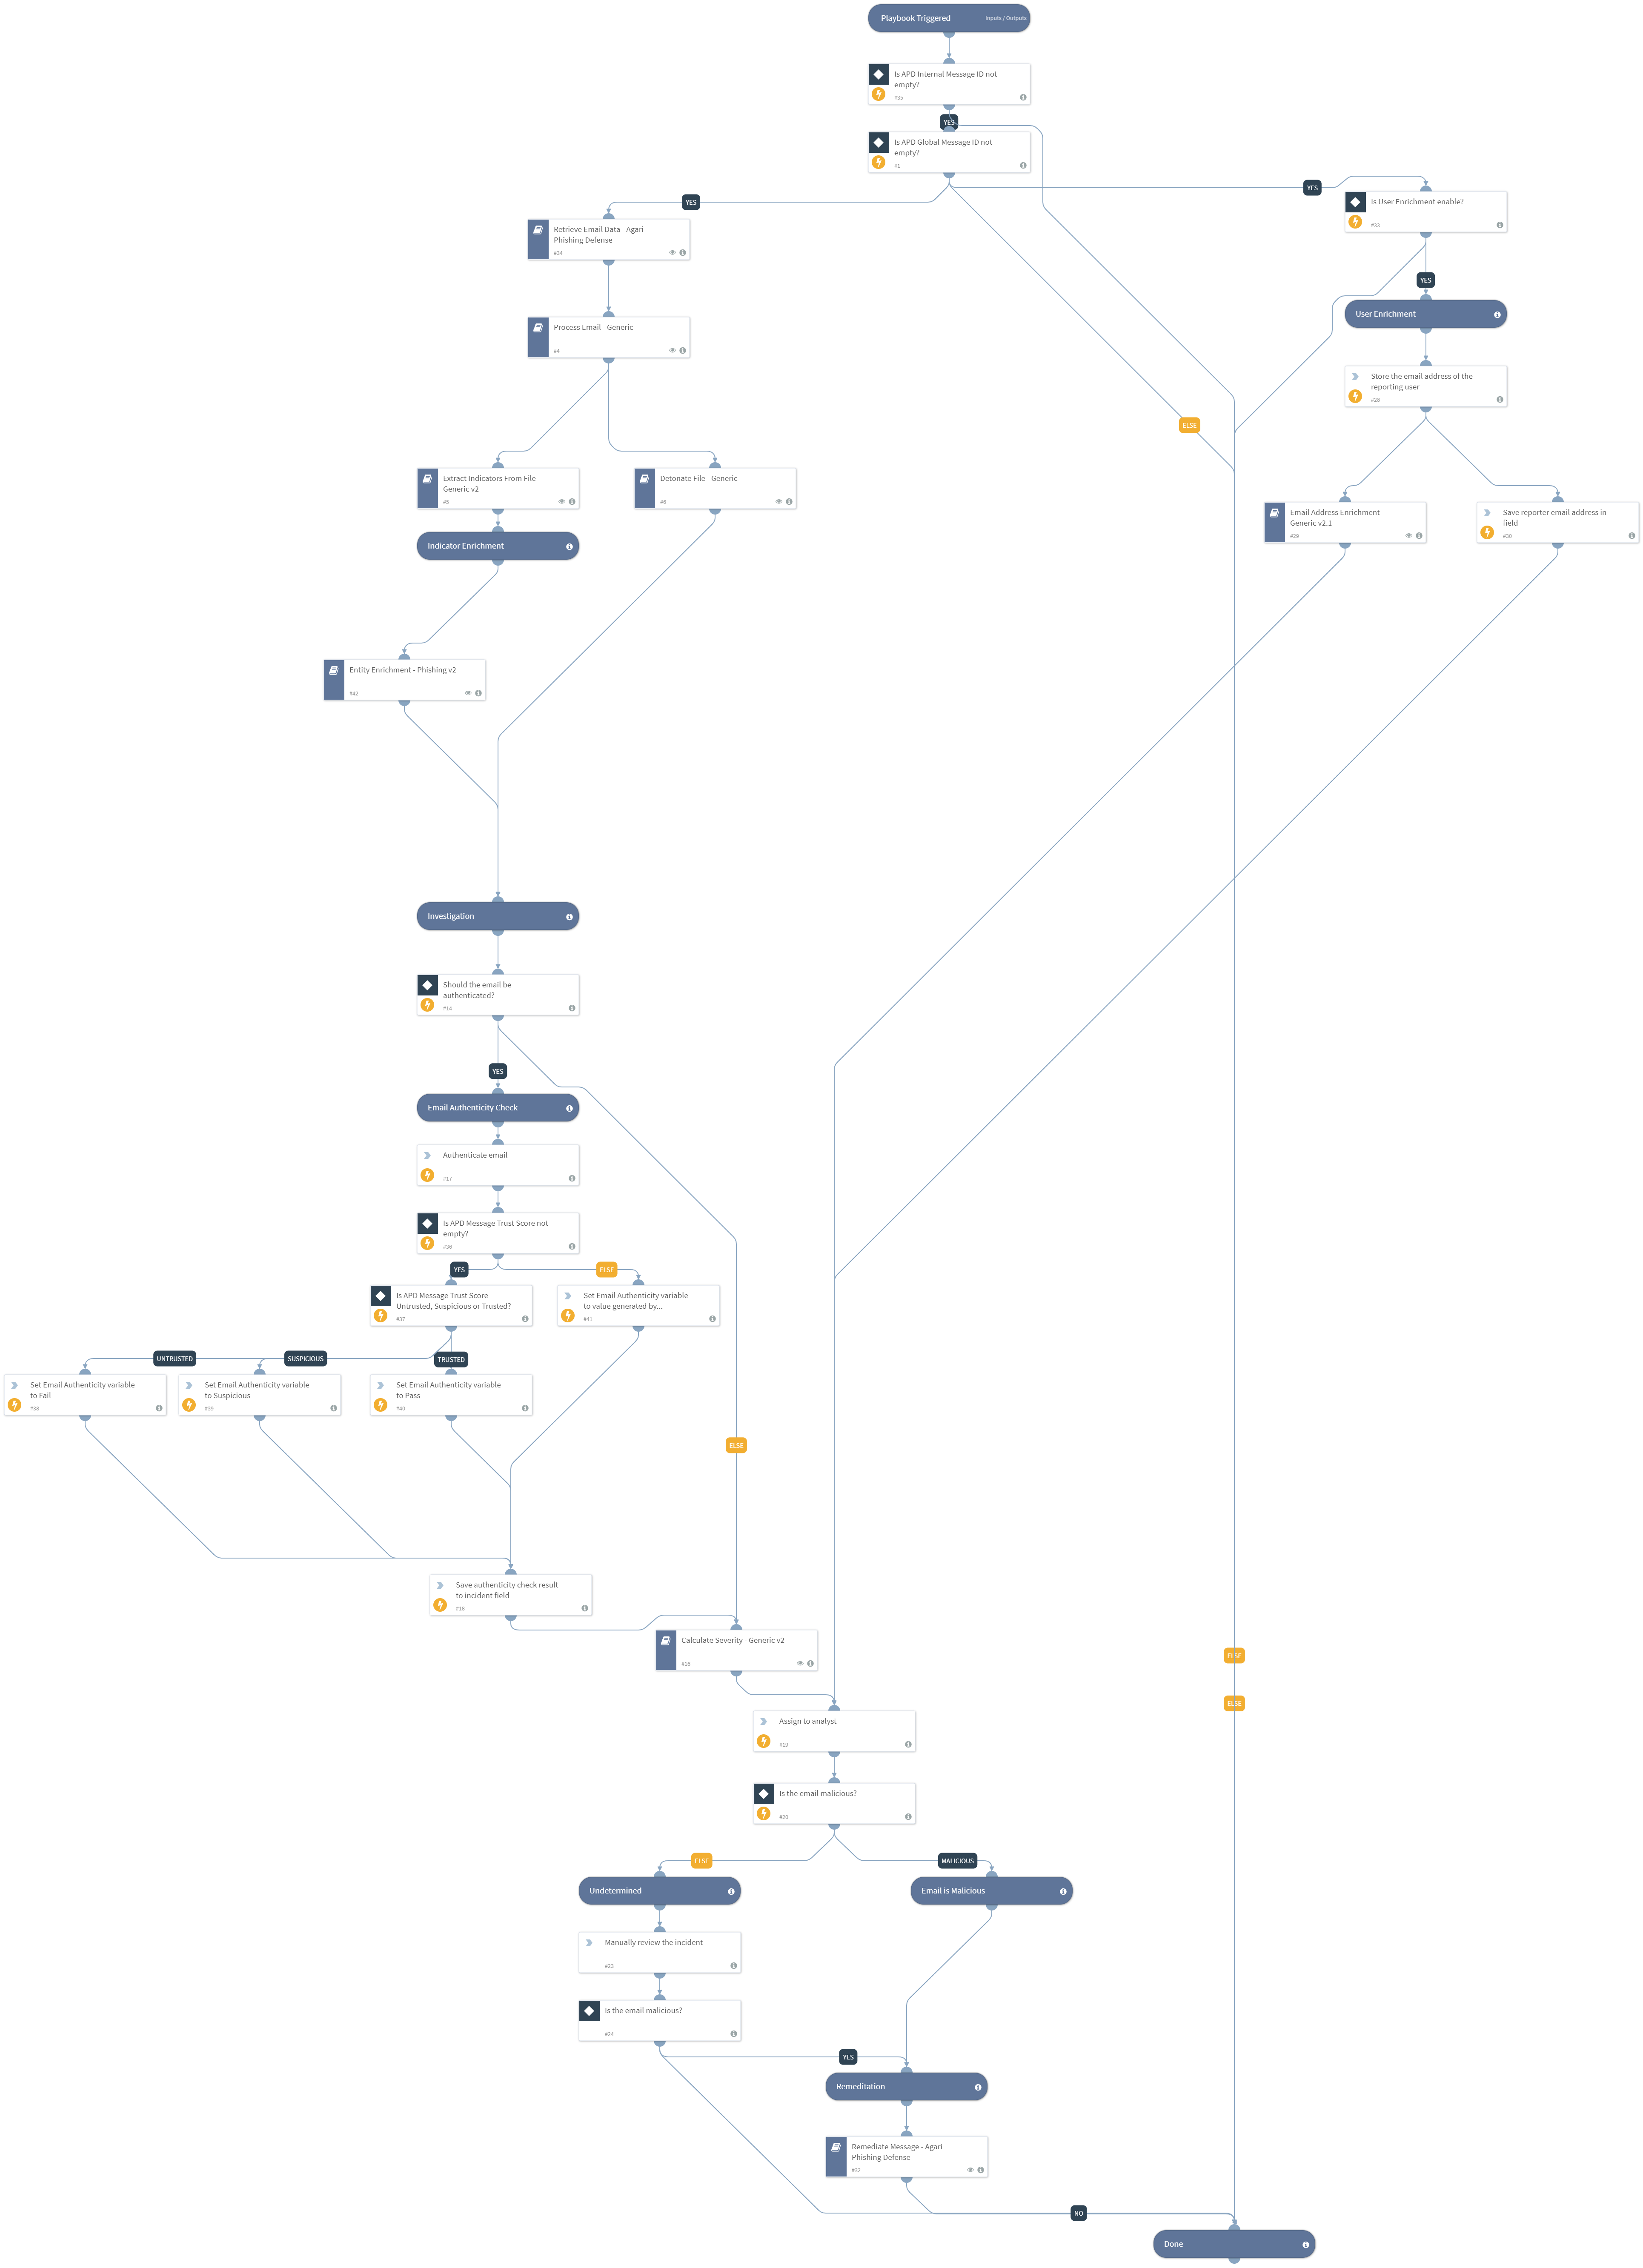 Playbook Triggered
Inputs / Outputs
Is APD Internal Message ID not
empty?
#35
YES
Is APD Global Message ID not
empty?
#1
YES
YES
Is User Enrichment enable?
#33
Retrieve Email Data - Agari
Phishing Defense
#34
YES
User Enrichment
Process Email - Generic
#4
Store the email address of the
reporting user
#28
ELSE
Extract Indicators From File -
Generic v2
#5
Detonate File - Generic
#6
Email Address Enrichment -
Generic v2.1
#29
Save reporter email address in
field
#30
Indicator Enrichment
Entity Enrichment - Phishing v2
#42
Investigation
Should the email be
authenticated?
#14
YES
Email Authenticity Check
Authenticate email
#17
Is APD Message Trust Score not
empty?
#36
YES
ELSE
Is APD Message Trust Score
Untrusted, Suspicious or Trusted?
#37
Set Email Authenticity variable
to value generated by...
#41
UNTRUSTED
SUSPICIOUS
TRUSTED
Set Email Authenticity variable
to Fail
#38
Set Email Authenticity variable
to Suspicious
#39
Set Email Authenticity variable
to Pass
#40
ELSE
Save authenticity check result
to incident field
#18
Calculate Severity - Generic v2
#16
ELSE
ELSE
Assign to analyst
#19
Is the email malicious?
#20
ELSE
MALICIOUS
Undetermined
Email is Malicious
Manually review the incident
#23
Is the email malicious?
#24
YES
Remeditation
Remediate Message - Agari
Phishing Defense
#32
NO
Done